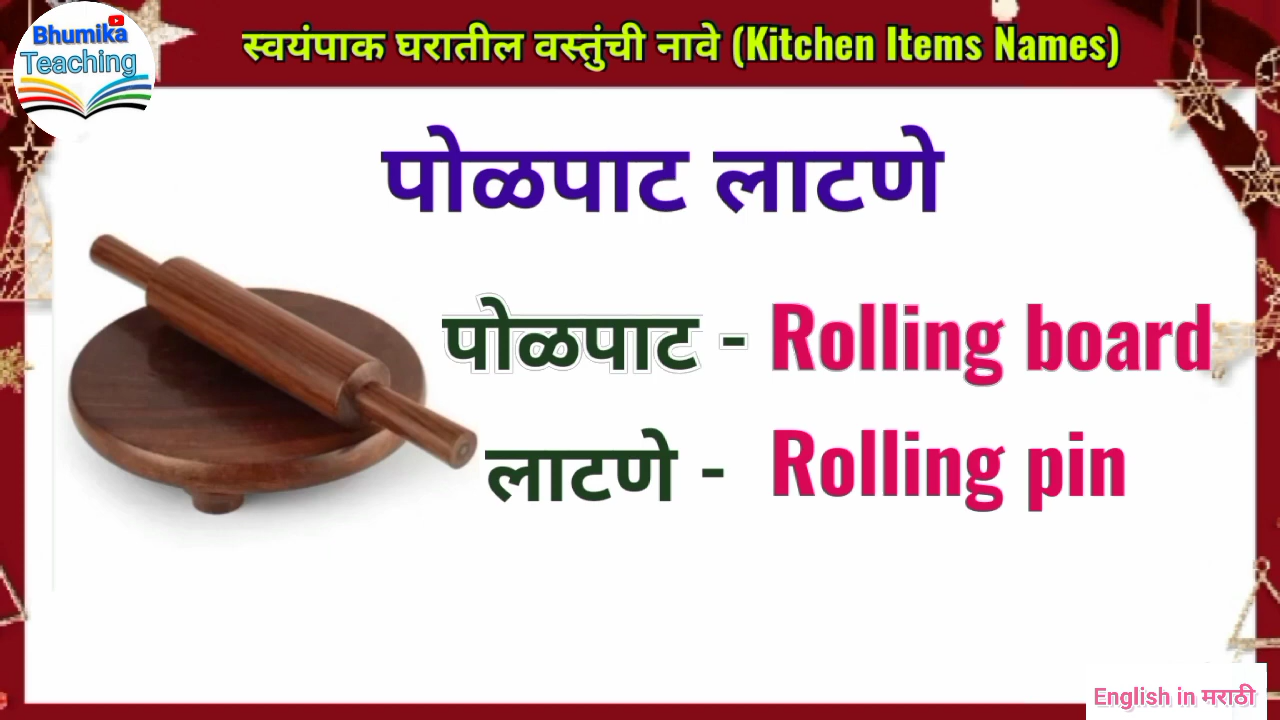 Bhumika
Teaching
स्वयंपाक घरातील वस्तुंची नावे (Kitchen Items Names)
पोळपाट लाटणे
पोळपाट - Rolling board
लाटणे - Rolling pin
English in मराठी